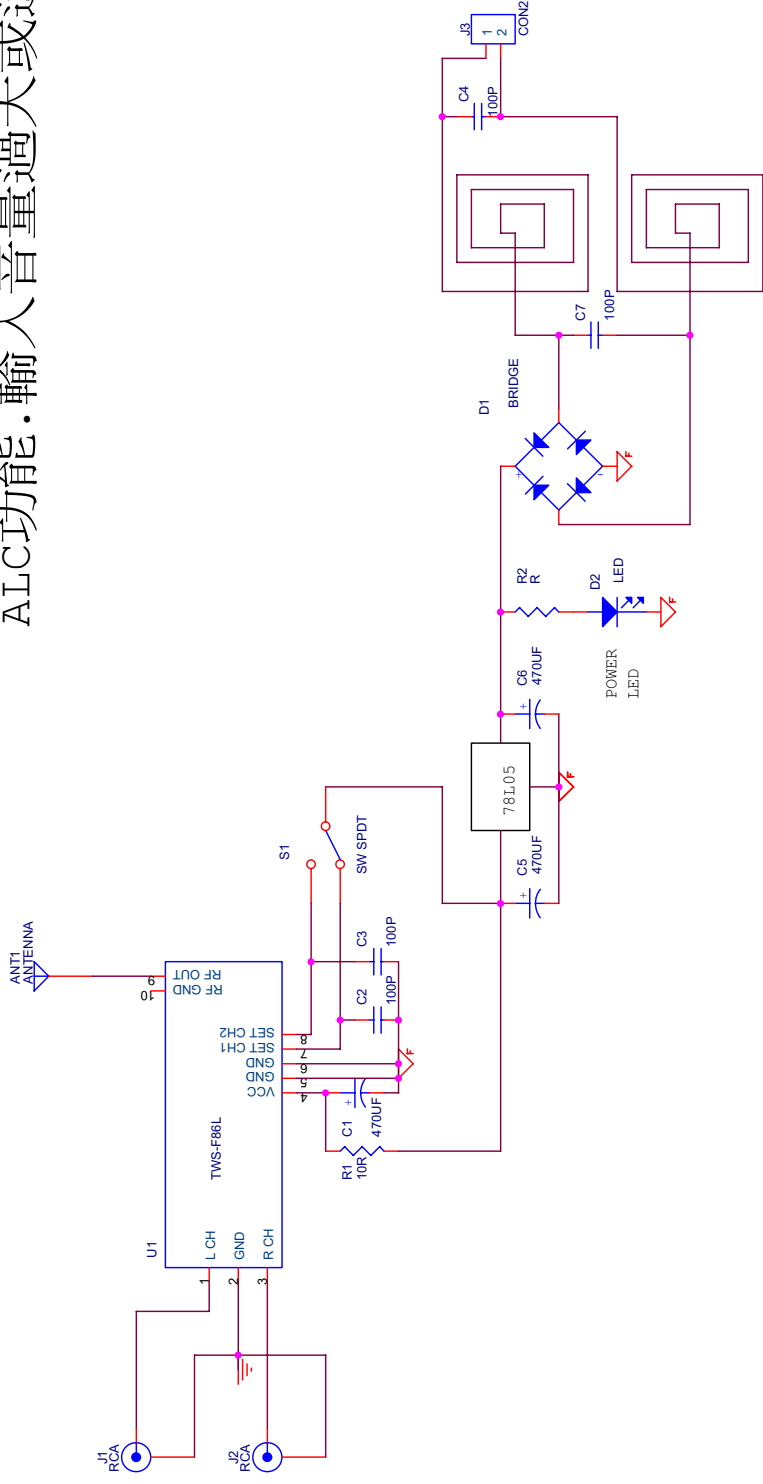 ALC功能.輸入音量過大或
J3
1
2
CON2
C4
100P
C7
100P
D1
BRIDGE
+
-
F
R2
R
D2
LED
F
POWER
LED
C6
470UF
+
78L05
F
C5
470UF
+
S1
SW SPDT
C3
100P
C2
100P
F
C1
470UF
+
R1
10R
ANT1
ANTENNA
U1
TWS-F86L
9
RF OUT
10
RF GND
8
SET CH2
7
SET CH1
6
GND
5
GND
4
VCC
1
L CH
2
GND
3
R CH
J1
RCA
J2
RCA